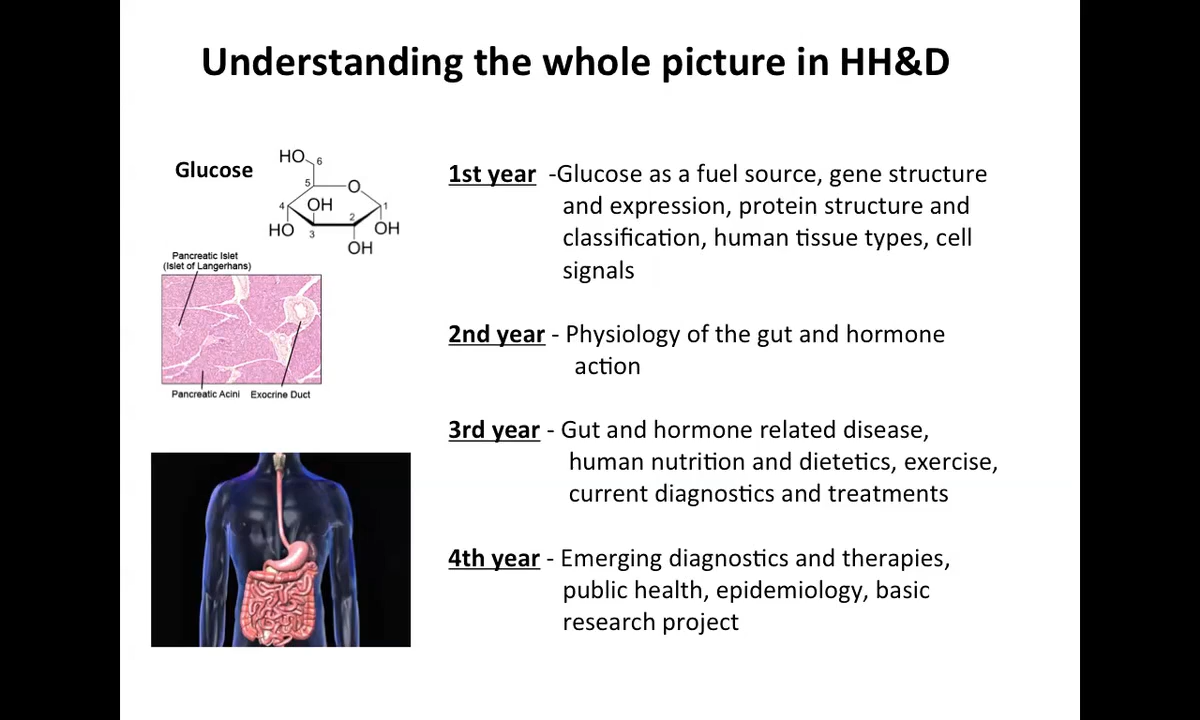 Understanding the whole picture in HH&D
Glucose
HO 6
5 O
4 OH 2 1
HO 3 OH
OH
Pancreatic Islet
(Islet of Langerhans)
Pancreatic Acini Exocrine Duct
1st year -Glucose as a fuel source, gene structure
and expression, protein structure and
classification, human tissue types, cell
signals
2nd year - Physiology of the gut and hormone
action
3rd year - Gut and hormone related disease,
human nutrition and dietetics, exercise,
current diagnostics and treatments
4th year - Emerging diagnostics and therapies,
public health, epidemiology, basic
research project